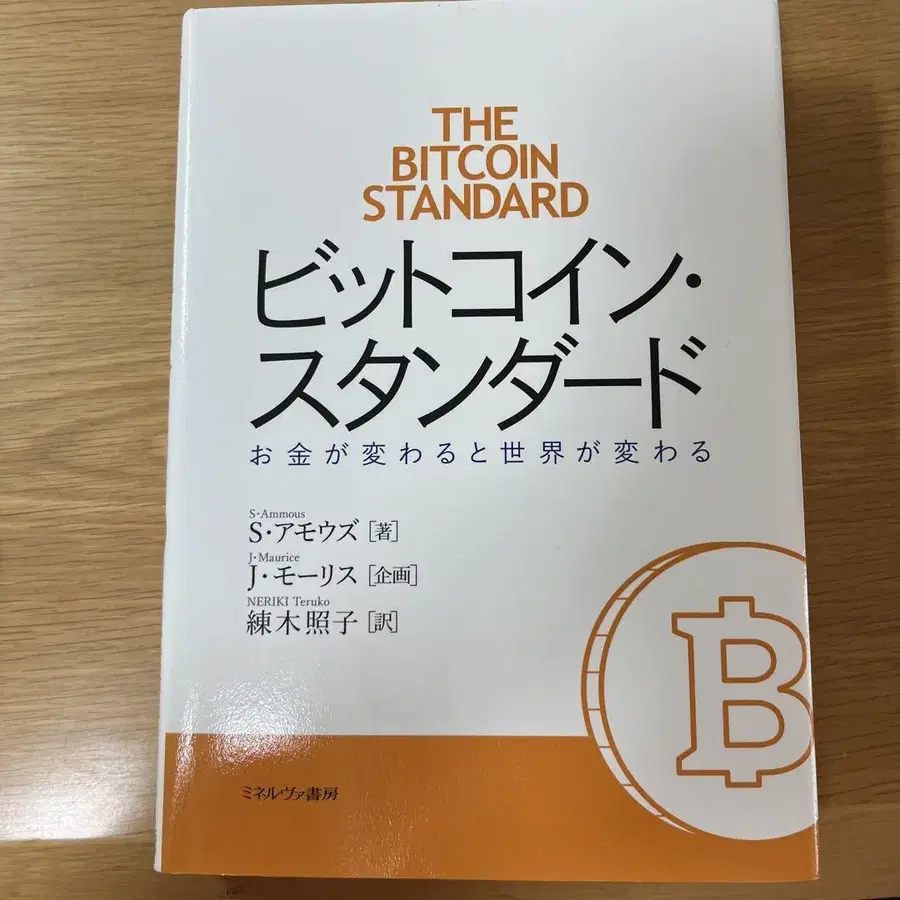 THE
BITCOIN
STANDARD
ビットコイン・
スタンダード
お金が変わると世界が変わる
S・Ammous
S・アモウズ［著］
J・Maurice
J・モーリス［企画］
NERIKI Teruko
練木照子［訳］
B
ミネルヴァ書房